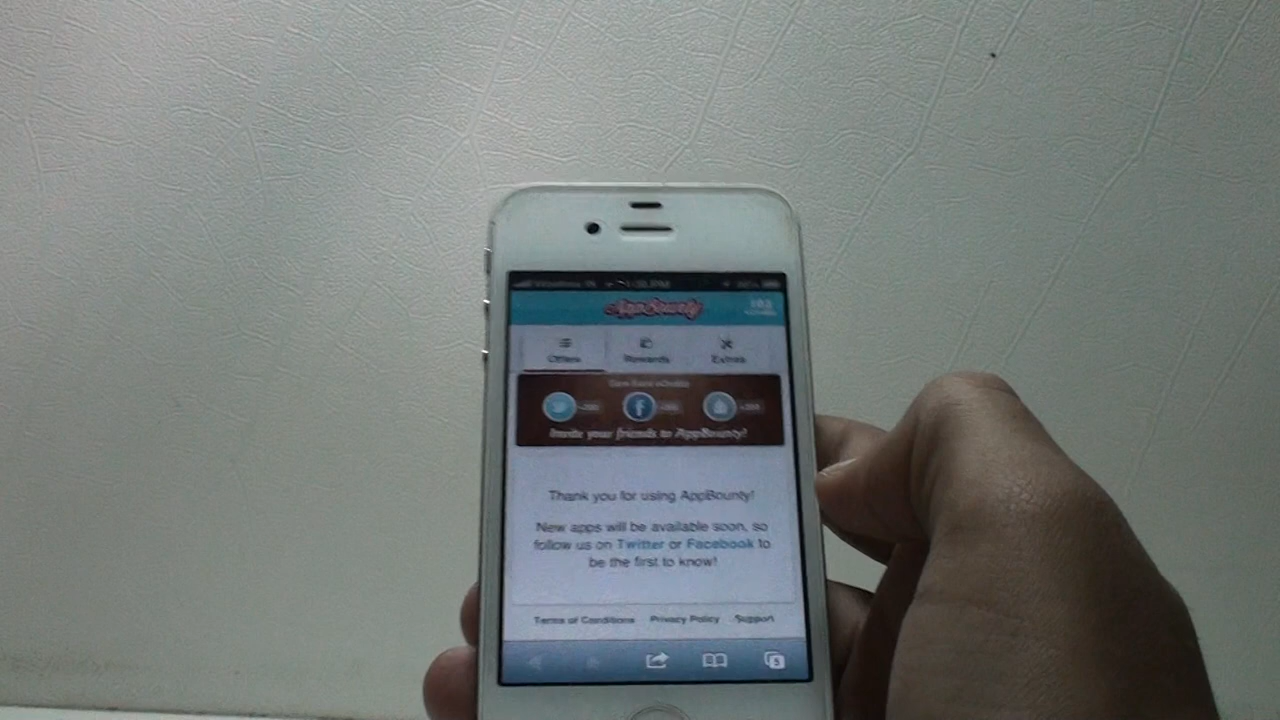 AppBounty
Offers
Rewards
Extras
Invite your friends to AppBounty!
Thank you for using AppBounty!
New apps will be available soon, so
follow us on Twitter or Facebook to
be the first to know!
Terms of Conditions Privacy Policy Support